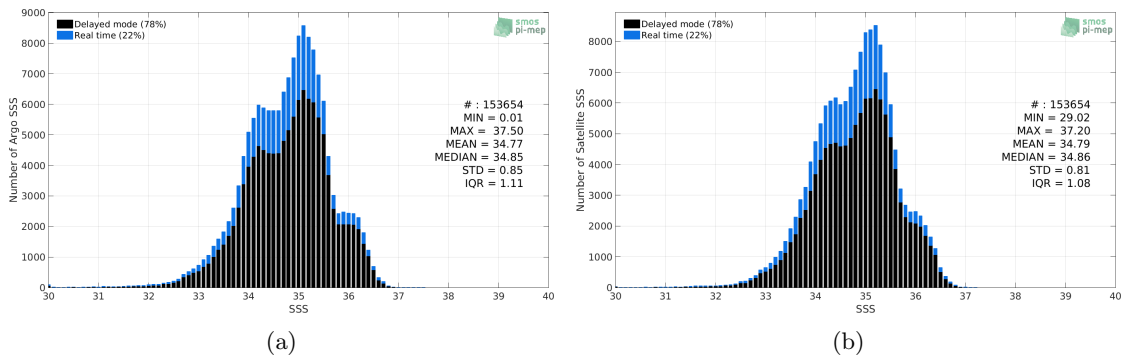 Delayed mode (78%)
Real time (22%)
smos
pi-mep
9000
8000
7000
6000
5000
4000
3000
2000
1000
0
Number of Argo SSS
# : 153654
MIN = 0.01
MAX = 37.50
MEAN = 34.77
MEDIAN = 34.85
STD = 0.85
IQR = 1.11
30 31 32 33 34 35 36 37 38 39 40
SSS
(a)
Delayed mode (78%)
Real time (22%)
smos
pi-mep
8000
7000
6000
5000
4000
3000
2000
1000
0
Number of Satellite SSS
# : 153654
MIN = 29.02
MAX = 37.20
MEAN = 34.79
MEDIAN = 34.86
STD = 0.81
IQR = 1.08
30 31 32 33 34 35 36 37 38 39 40
SSS
(b)